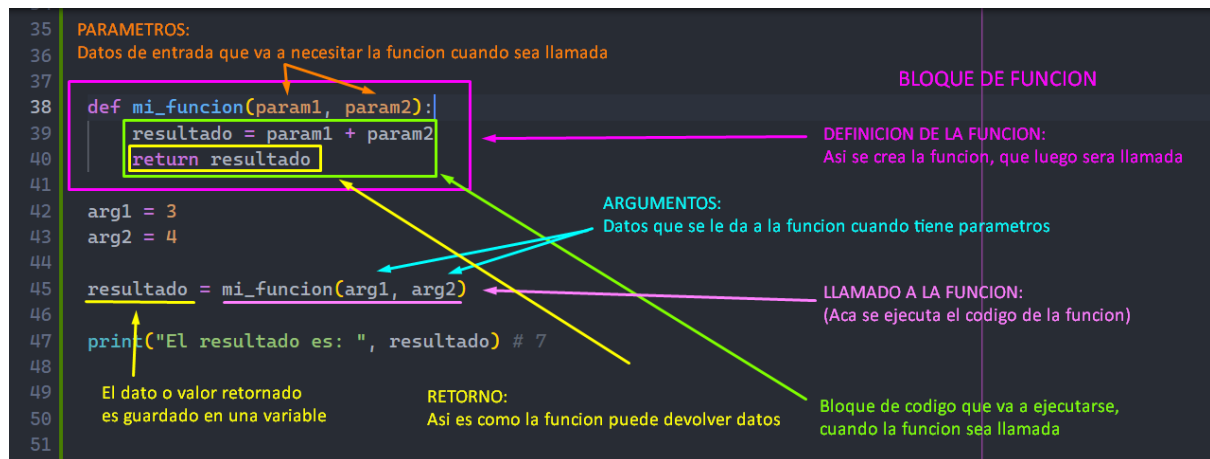 35 PARAMETROS:
36 Datos de entrada que va a necesitar la funcion cuando sea llamada
37 BLOQUE DE FUNCION
38 def mi_funcion(param1, param2):
39 resultado = param1 + param2 DEFINICION DE LA FUNCION:
40 return resultado Asi se crea la funcion, que luego sera llamada
41
42 arg1 = 3 ARGUMENTOS:
43 arg2 = 4 Datos que se le da a la funcion cuando tiene parametros
44
45 resultado = mi_funcion(arg1, arg2) LLAMADO A LA FUNCION:
46 (Aca se ejecuta el codigo de la funcion)
47 print("El resultado es: ", resultado) # 7
48
49 El dato o valor retornado
50 es guardado en una variable
51
RETORNO:
Asi es como la funcion puede devolver datos
Bloque de codigo que va a ejecutarse,
cuando la funcion sea llamada